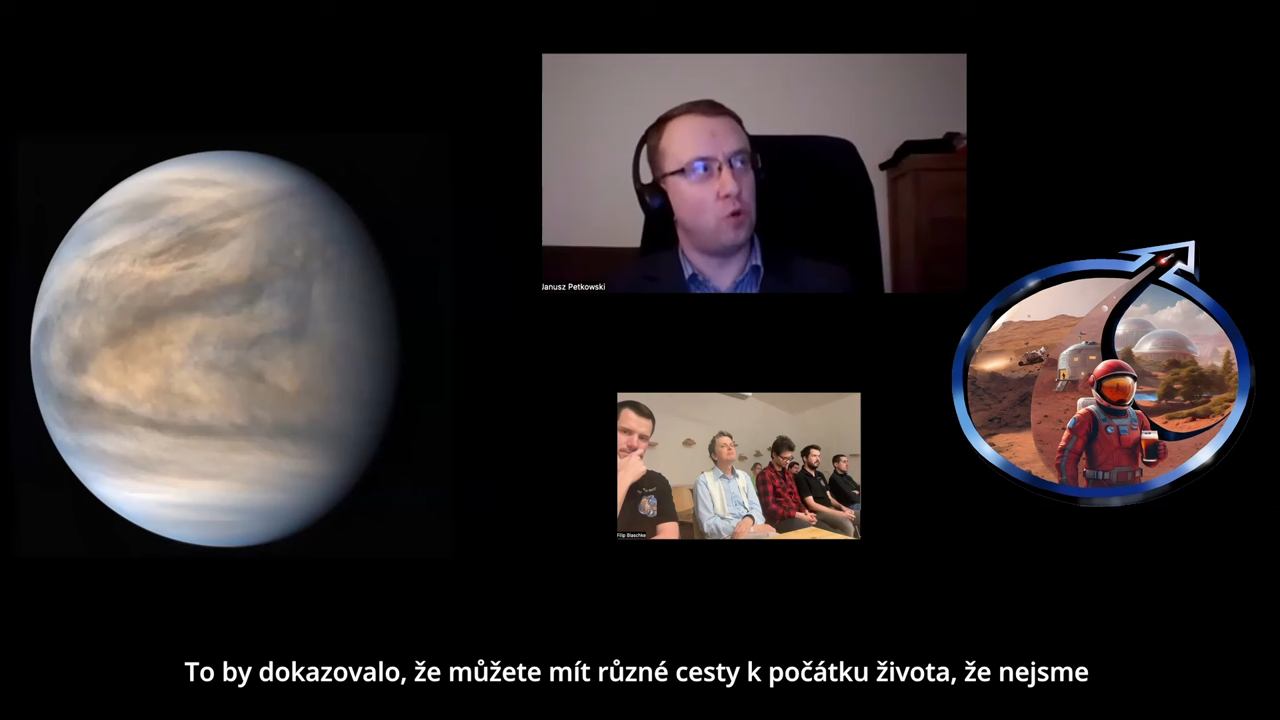 Janusz Petkowski
Filip Blaschke
To by dokazovalo, že můžete mít různé cesty k počátku života, že nejsme